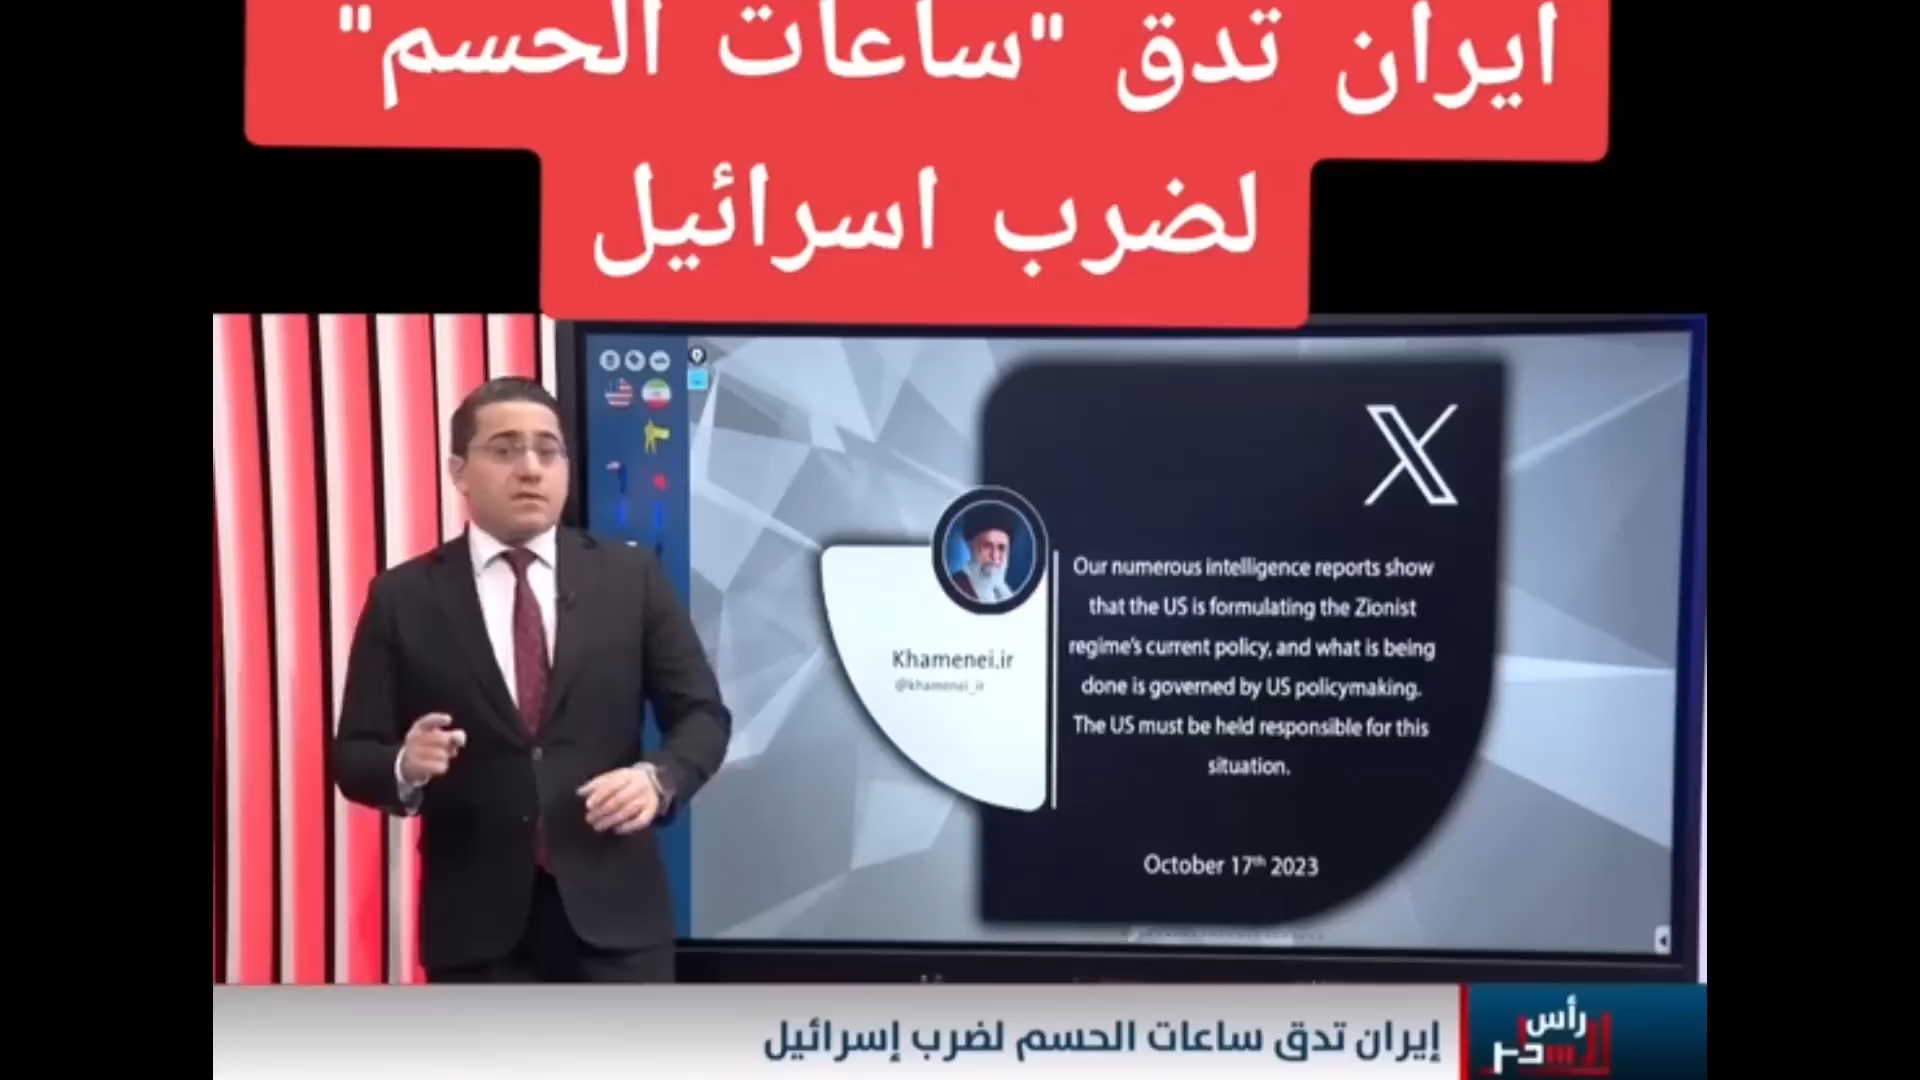 ايران تدق "ساعات الحسم"
لضرب اسرائيل
Khamenei.ir
@khamenei_ir
Our numerous intelligence reports show
that the US is formulating the Zionist
regime's current policy, and what is being
done is governed by US policymaking.
The US must be held responsible for this
situation.
October 17th 2023
إيران تدق ساعات الحسم لضرب إسرائيل
رأس
السطر